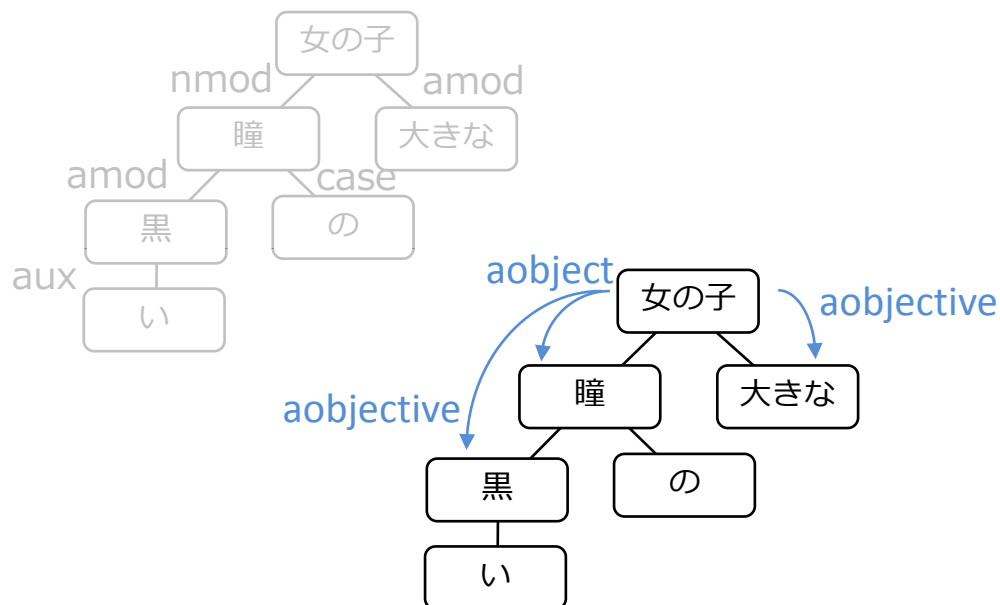 女の子
nmod amod
瞳 大きな
amod case
黒 の
aux
い
aobject
女の子
aobjective
瞳 大きな
aobjective
黒 の
い